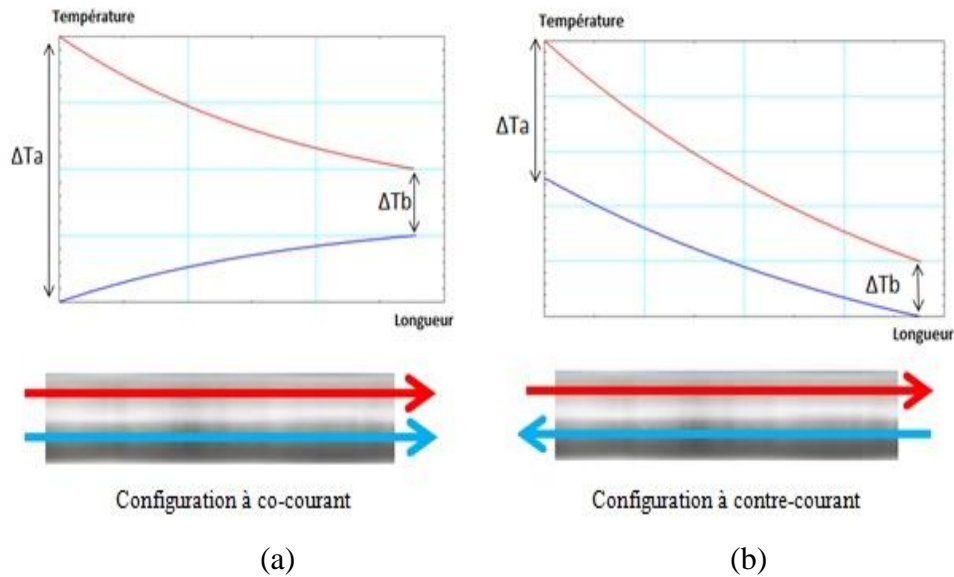 Température
ΔTa
ΔTb
Longueur
Configuration à co-courant
(a)
Température
ΔTa
ΔTb
Longueur
Configuration à contre-courant
(b)